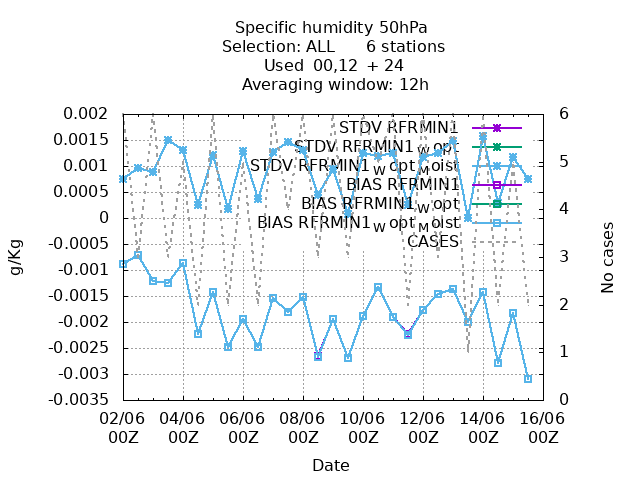 Specific humidity 50hPa
Selection: ALL 6 stations
Used 00,12 + 24
Averaging window: 12h
STDV RFRMIN1
STDV RFRMIN1_W opt
STDV RFRMIN1_W opt_Moist
BIAS RFRMIN1
BIAS RFRMIN1_W opt
BIAS RFRMIN1_W opt_Moist
CASES
0.002
0.0015
0.001
0.0005
0
-0.0005
-0.001
-0.0015
-0.002
-0.0025
-0.003
-0.0035
g/Kg
6
5
4
3
2
1
0
No cases
02/06 04/06 06/06 08/06 10/06 12/06 14/06 16/06
00Z 00Z 00Z 00Z 00Z 00Z 00Z 00Z
Date